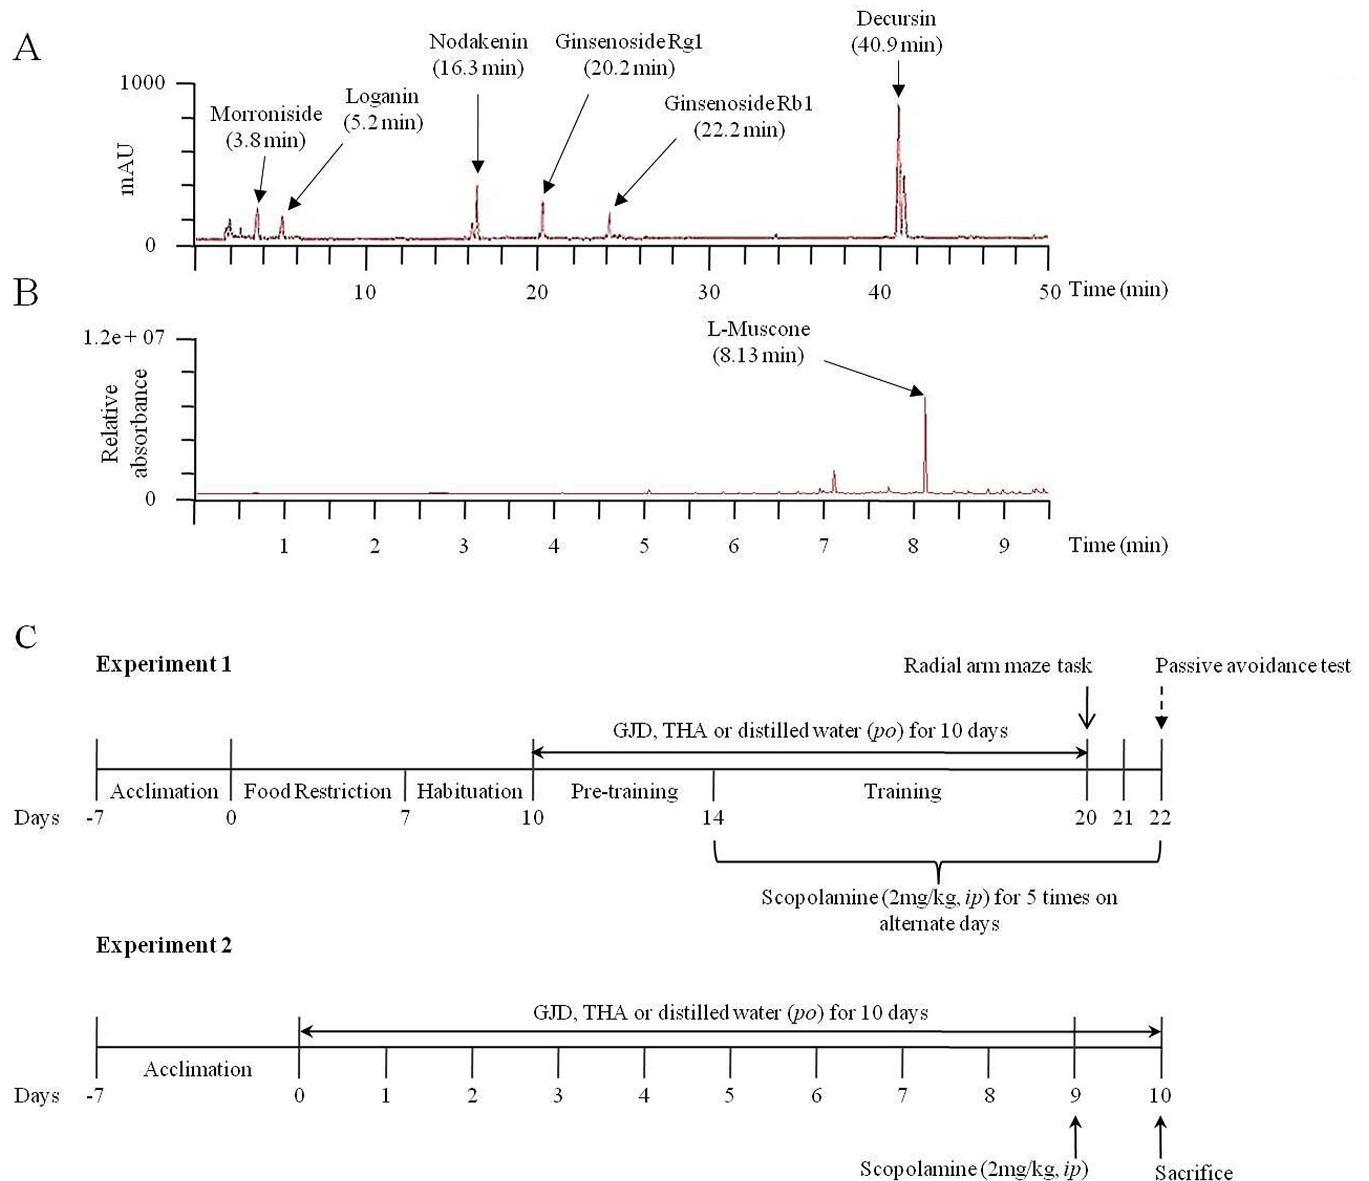 A
Decursin
(40.9 min)
Nodakenin
(16.3 min)
Ginsenoside Rg1
(20.2 min)
Loganin
(5.2 min)
Morroniside
(3.8 min)
Ginsenoside Rb1
(22.2 min)
1000
mAU
0
10 20 30 40 50 Time (min)
B
L-Muscone
(8.13 min)
1.2e+ 07
Relative
absorbance
0
1 2 3 4 5 6 7 8 9 Time (min)
C
Experiment 1
Radial arm maze task Passive avoidance test
GJD, THA or distilled water (po) for 10 days
Acclimation Food Restriction Habituation Pre-training Training
Days -7 0 7 10 14 20 21 22
Scopolamine (2mg/kg, ip) for 5 times on
alternate days
Experiment 2
GJD, THA or distilled water (po) for 10 days
Acclimation
Days -7 0 1 2 3 4 5 6 7 8 9 10
Scopolamine (2mg/kg, ip) Sacrifice